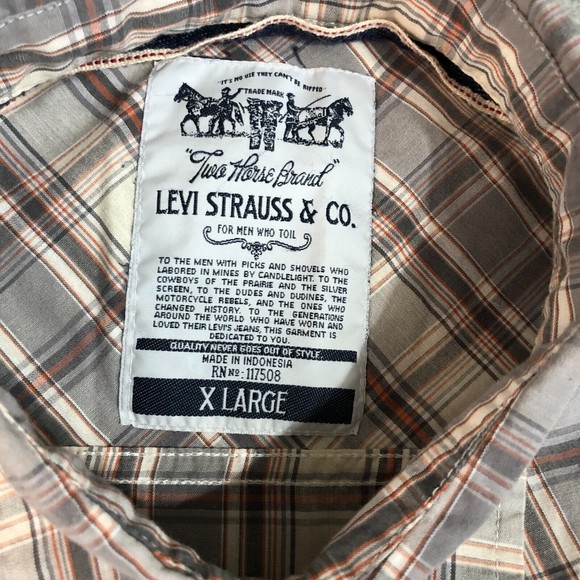 "IT'S NO USE THEY CAN'T BE RIPPED"
TRADE MARK
"Two Horse Brand"
LEVI STRAUSS & CO.
FOR MEN WHO TOIL
TO THE MEN WITH PICKS AND SHOVELS WHO
LABORED IN MINES BY CANDLELIGHT. TO THE
COWBOYS OF THE PRAIRIE AND THE SILVER
SCREEN, TO THE DUDES AND DUDINES, THE
MOTORCYCLE REBELS, AND THE ONES WHO
CHANGED HISTORY. TO THE GENERATIONS
AROUND THE WORLD WHO HAVE WORN AND
LOVED THEIR LEVI'S JEANS, THIS GARMENT IS
DEDICATED TO YOU.
QUALITY NEVER GOES OUT OF STYLE.
MADE IN INDONESIA
RN Nº: 117508
X LARGE